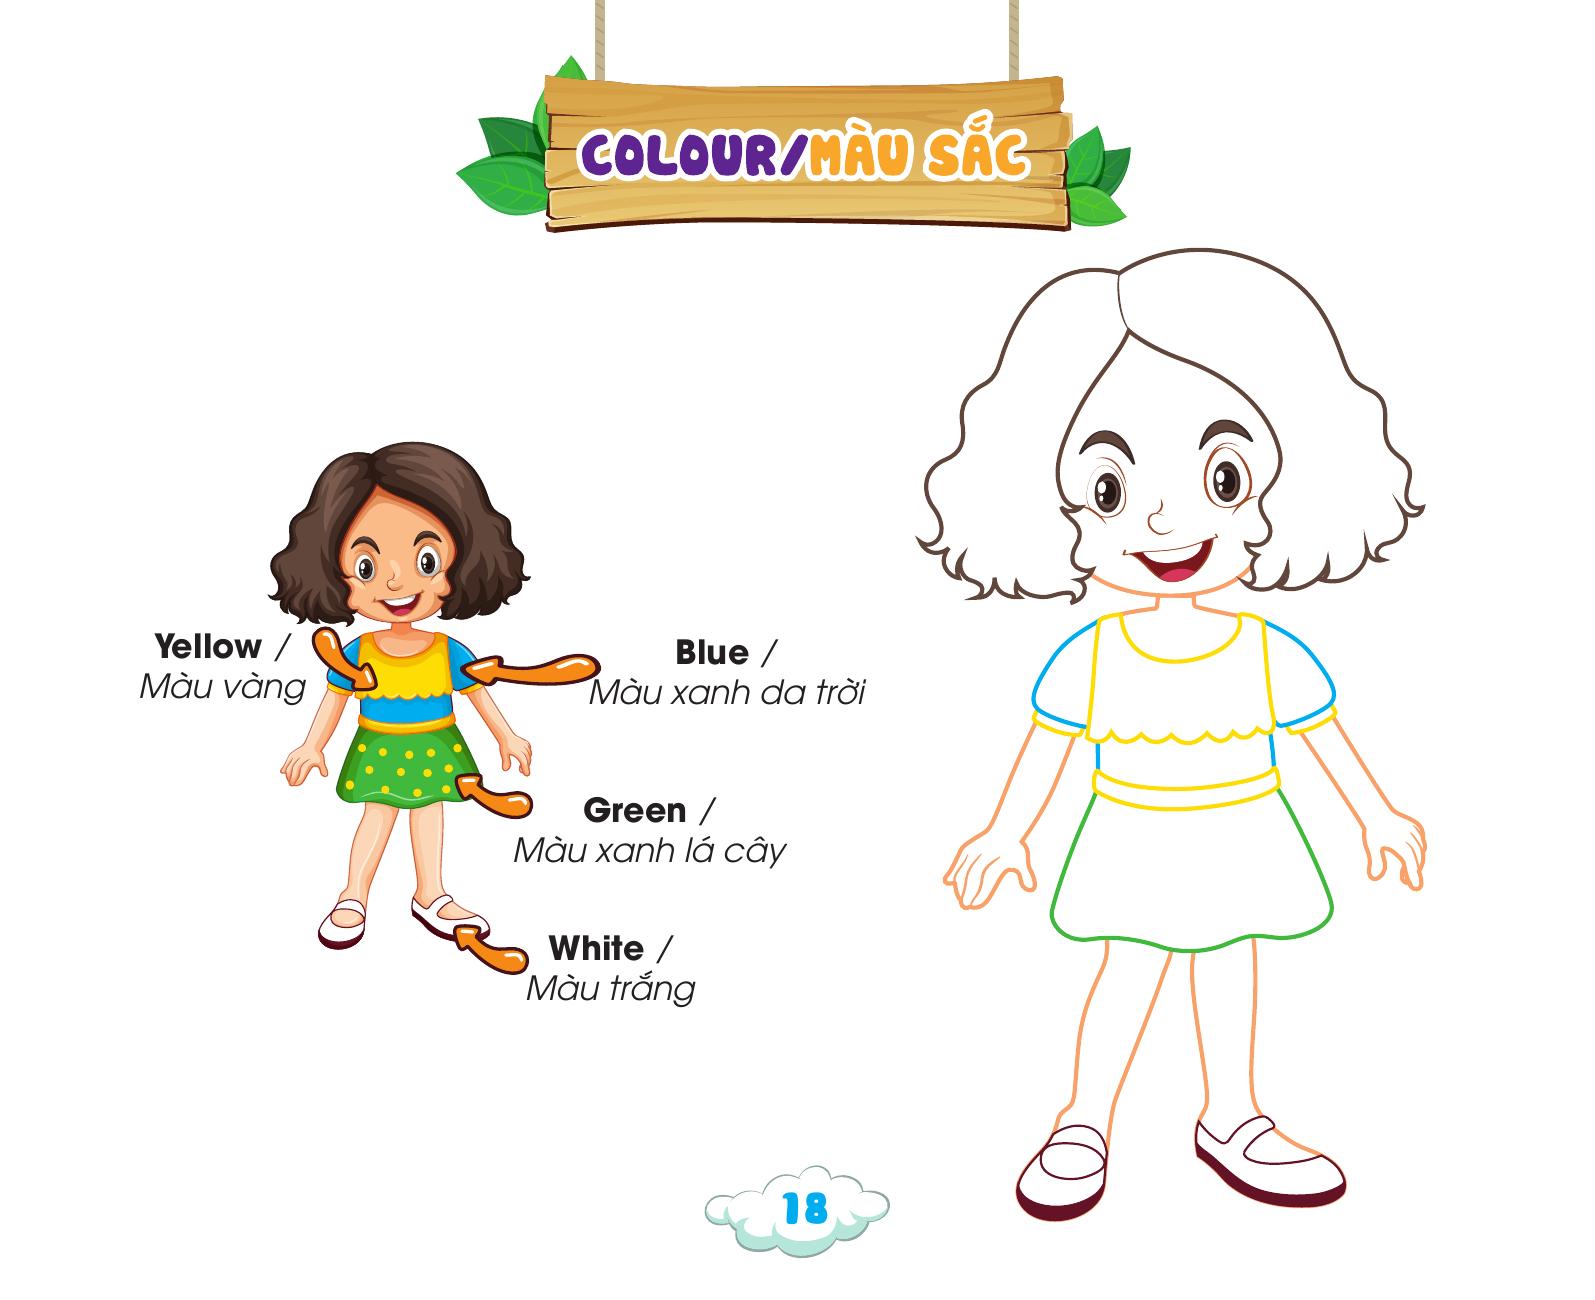 COLOUR/MÀU SẮC
Yellow /
Màu vàng
Blue /
Màu xanh da trời
Green /
Màu xanh lá cây
White /
Màu trắng
18